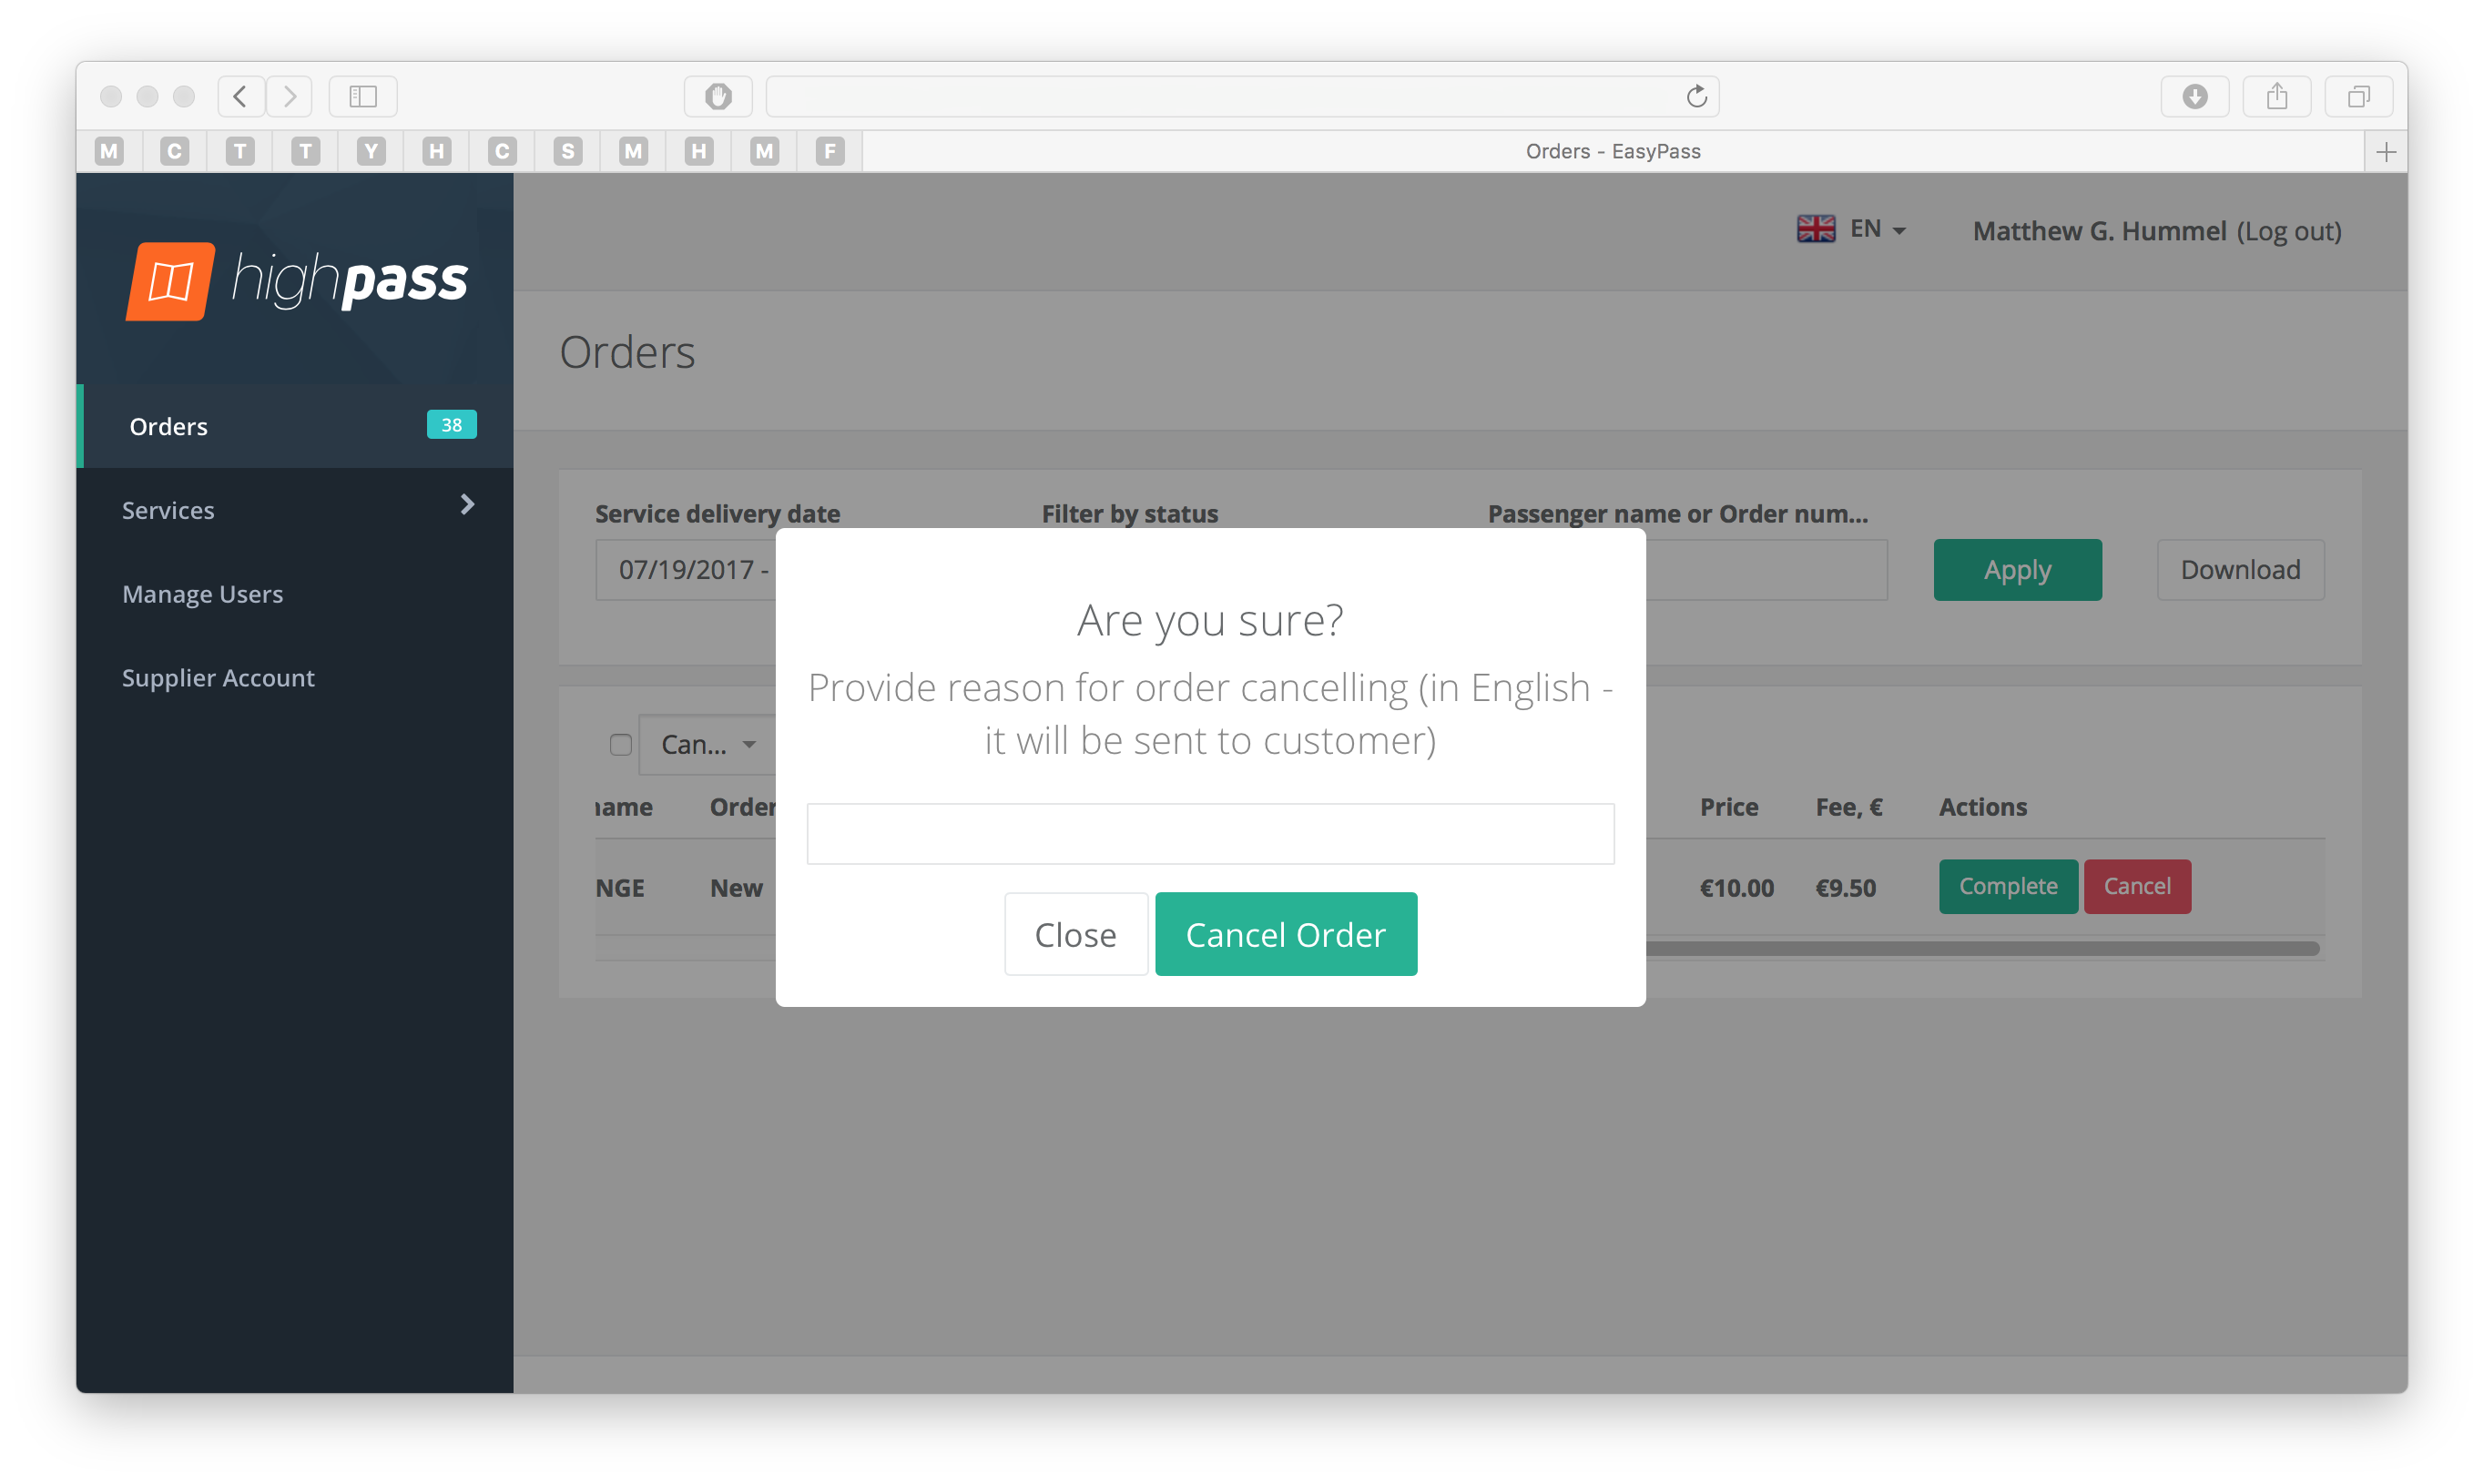 M C T T Y H C S M H M F Orders - EasyPass
highpass
EN Matthew G. Hummel (Log out)
Orders
Orders 38
Services
Manage Users
Supplier Account
Service delivery date Filter by status Passenger name or Order num...
07/19/2017 - Apply Download
Are you sure?
Provide reason for order cancelling (in English -
it will be sent to customer)
Can...
name Order Price Fee, € Actions
NGE New €10.00 €9.50 Complete Cancel
Close Cancel Order